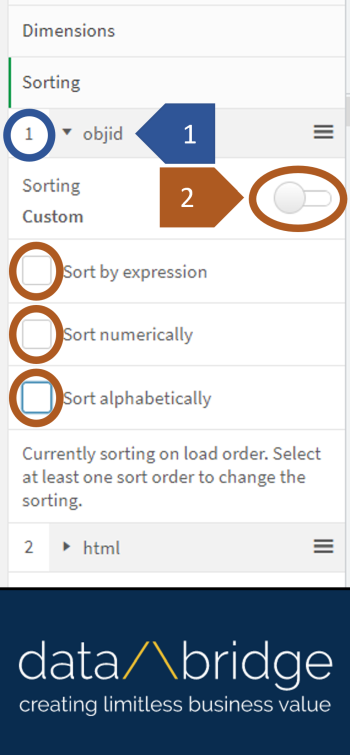 Dimensions
Sorting
1 objid 1
Sorting 2
Custom
Sort by expression
Sort numerically
Sort alphabetically
Currently sorting on load order. Select
at least one sort order to change the
sorting.
2 html
data bridge
creating limitless business value